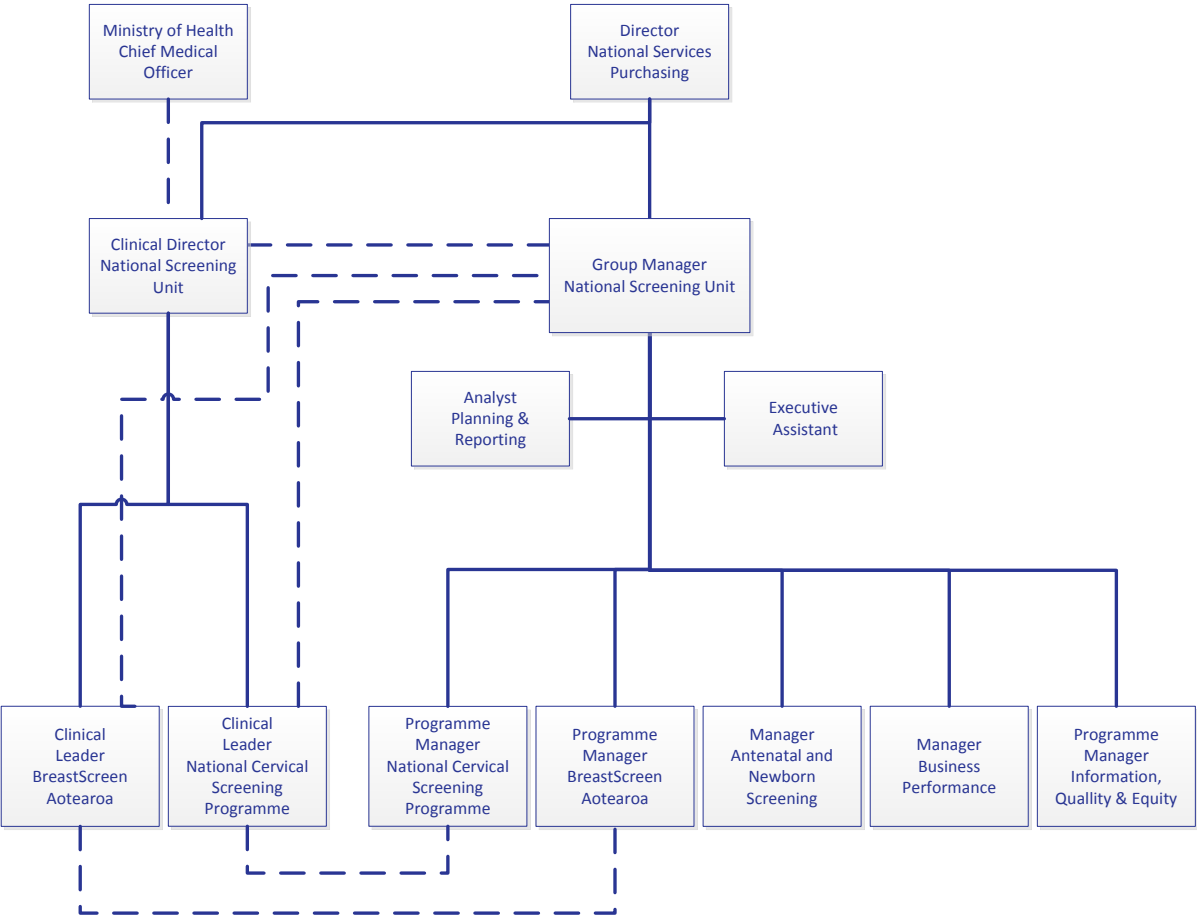 Ministry of Health
Chief Medical
Officer
Director
National Services
Purchasing
Clinical Director
National Screening
Unit
Group Manager
National Screening Unit
Analyst
Planning &
Reporting
Executive
Assistant
Clinical
Leader
BreastScreen
Aotearoa
Clinical
Leader
National Cervical
Screening
Programme
Programme
Manager
National Cervical
Screening
Programme
Programme
Manager
BreastScreen
Aotearoa
Manager
Antenatal and
Newborn
Screening
Manager
Business
Performance
Programme
Manager
Information,
Quallity & Equity